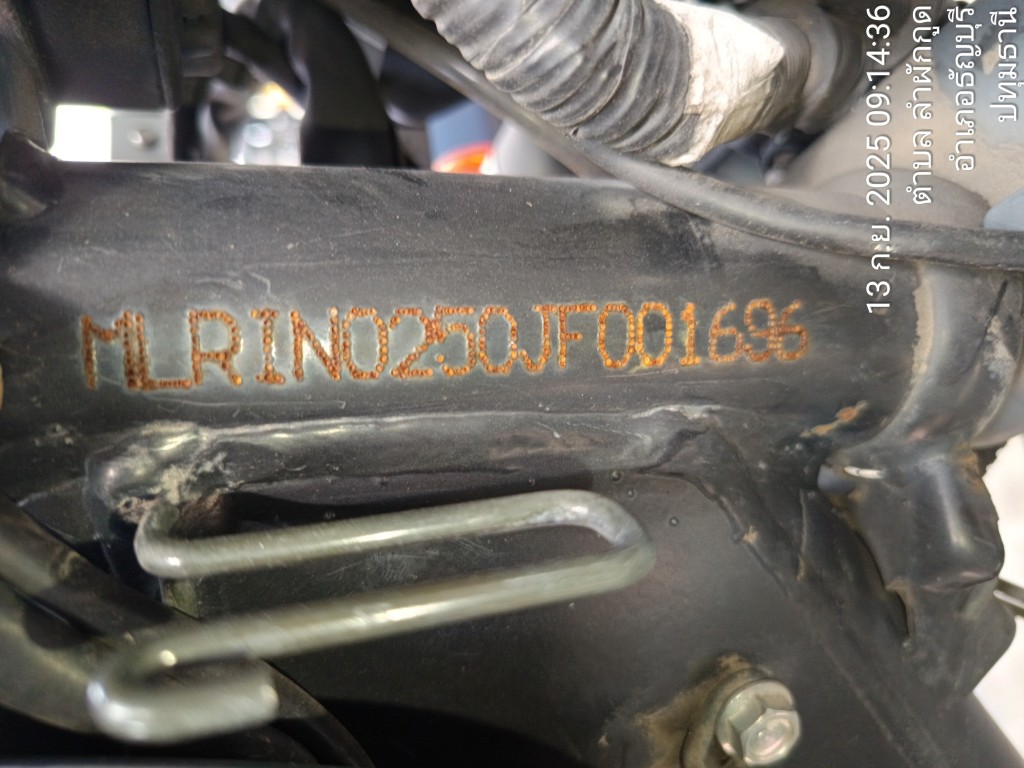 MLRIN0250JF001696
13 ก.ย. 2025 09:14:36
ตำบล ลำผักกูด
อำเภอธัญบุรี
ปทุมธานี